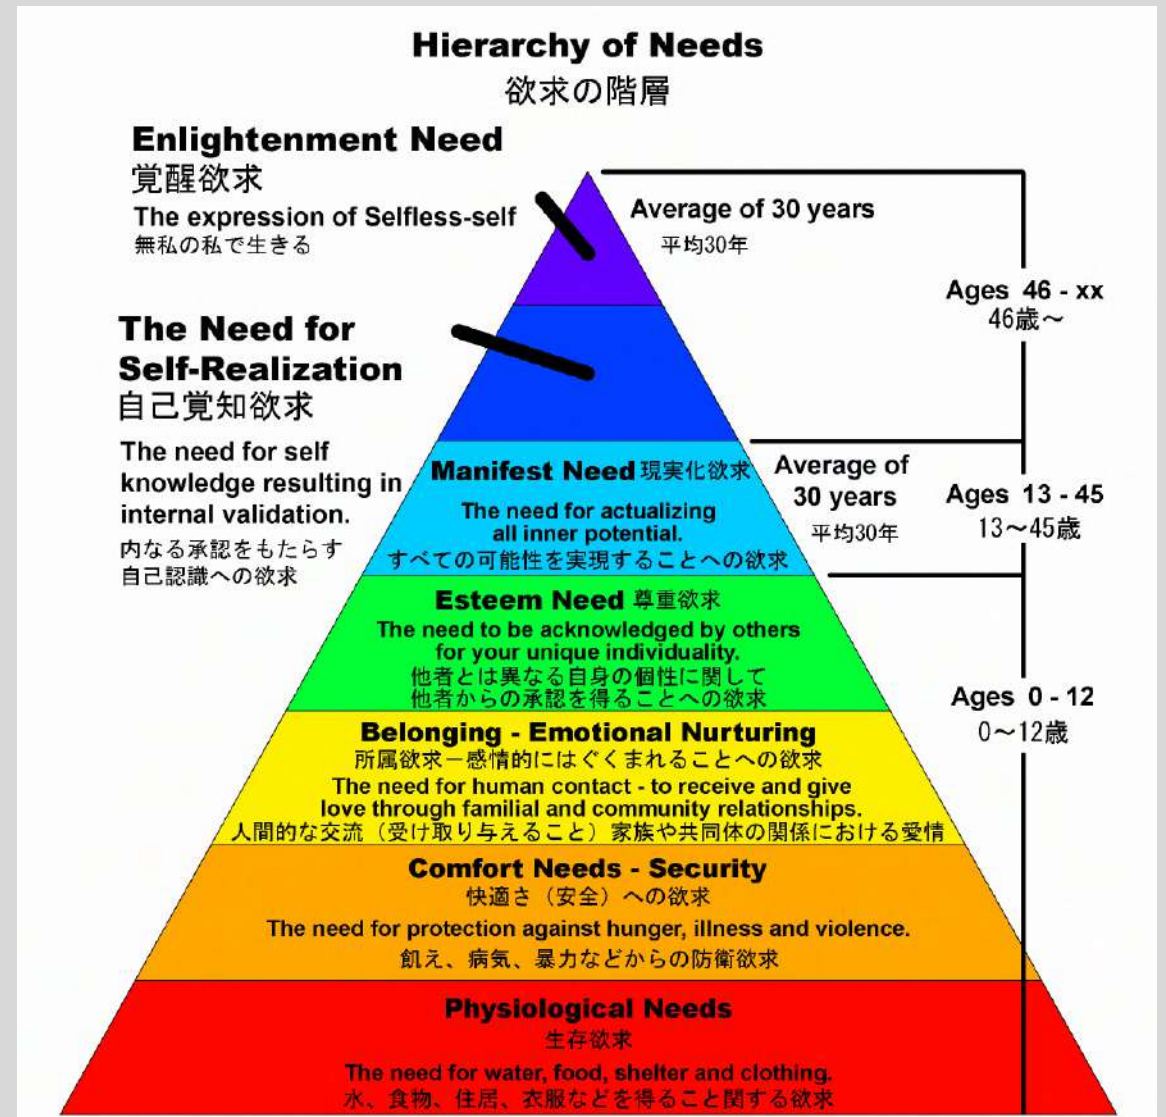 Hierarchy of Needs
欲求の階層
Enlightenment Need
覚醒欲求
The expression of Selfless-self
無私の私で生きる
Average of 30 years
平均30年
Ages 46 - xx
46歳～
The Need for
Self-Realization
自己覚知欲求
The need for self
knowledge resulting in
internal validation.
内なる承認をもたらす
自己認識への欲求
Manifest Need 現実化欲求
The need for actualizing
all inner potential.
すべての可能性を実現することへの欲求
Average of
30 years
平均30年
Ages 13 - 45
13～45歳
Esteem Need 尊重欲求
The need to be acknowledged by others
for your unique individuality.
他者とは異なる自身の個性に関して
他者からの承認を得ることへの欲求
Ages 0 - 12
0～12歳
Belonging - Emotional Nurturing
所属欲求－感情的にはぐくまれることへの欲求
The need for human contact - to receive and give
love through familial and community relationships.
人間的な交流（受け取り与えること）家族や共同体の関係における愛情
Comfort Needs - Security
快適さ（安全）への欲求
The need for protection against hunger, illness and violence.
飢え、病気、暴力などからの防衛欲求
Physiological Needs
生存欲求
The need for water, food, shelter and clothing.
水、食物、住居、衣服などを得ること関する欲求